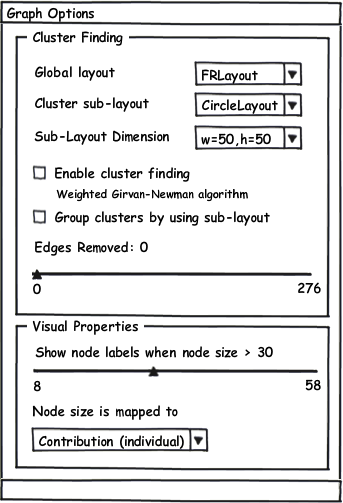 Graph Options
Cluster Finding
Global layout FRLayout
Cluster sub-layout CircleLayout
Sub-Layout Dimension w=50,h=50
Enable cluster finding
Weighted Girvan-Newman algorithm
Group clusters by using sub-layout
Edges Removed: 0
0 276
Visual Properties
Show node labels when node size > 30
8 58
Node size is mapped to
Contribution (individual)